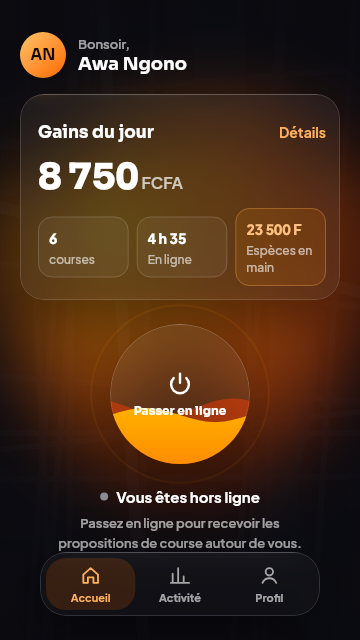 AN
Bonsoir,
Awa Ngono
Gains du jour
Détails
8 750 FCFA
6
courses
4 h 35
En ligne
23 500 F
Espèces en
main
Passer en ligne
Vous êtes hors ligne
Passez en ligne pour recevoir les
propositions de course autour de vous.
Accueil
Activité
Profil